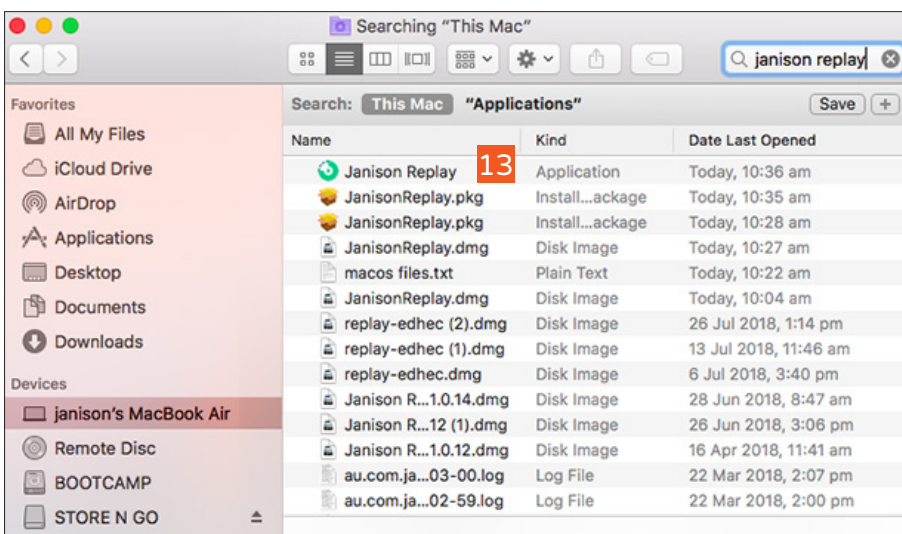 Searching “This Mac”
janison replay
Favorites
All My Files
iCloud Drive
AirDrop
Applications
Desktop
Documents
Downloads
Devices
janison's MacBook Air
Remote Disc
BOOTCAMP
STORE N GO
Search: This Mac “Applications” Save +
Name Kind Date Last Opened
Janison Replay 13 Application Today, 10:36 am
JanisonReplay.pkg Install...ackage Today, 10:35 am
JanisonReplay.pkg Install...ackage Today, 10:28 am
JanisonReplay.dmg Disk Image Today, 10:27 am
macos files.txt Plain Text Today, 10:22 am
JanisonReplay.dmg Disk Image Today, 10:04 am
replay-edhec (2).dmg Disk Image 26 Jul 2018, 1:14 pm
replay-edhec (1).dmg Disk Image 13 Jul 2018, 11:46 am
replay-edhec.dmg Disk Image 6 Jul 2018, 3:40 pm
Janison R...1.0.14.dmg Disk Image 28 Jun 2018, 8:47 am
Janison R...12 (1).dmg Disk Image 26 Jun 2018, 3:06 pm
Janison R...1.0.12.dmg Disk Image 16 Apr 2018, 11:41 am
au.com.ja...03-00.log Log File 22 Mar 2018, 2:07 pm
au.com.ja...02-59.log Log File 22 Mar 2018, 2:00 pm